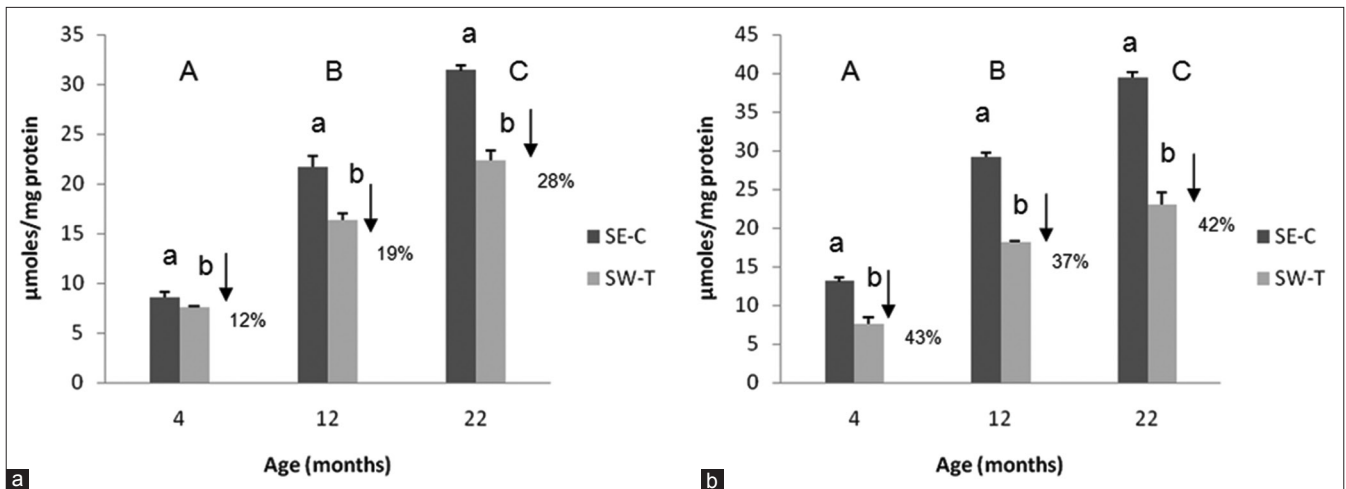 35
30
25
20
15
10
5
0
μmoles/mg protein
A
B
C
a
b
12%
a
b
19%
a
b
28%
SE-C
SW-T
4
12
22
Age (months)
a
45
40
35
30
25
20
15
10
5
0
μmoles/mg protein
A
B
C
a
b
43%
a
b
37%
a
b
42%
SE-C
SW-T
4
12
22
Age (months)
b